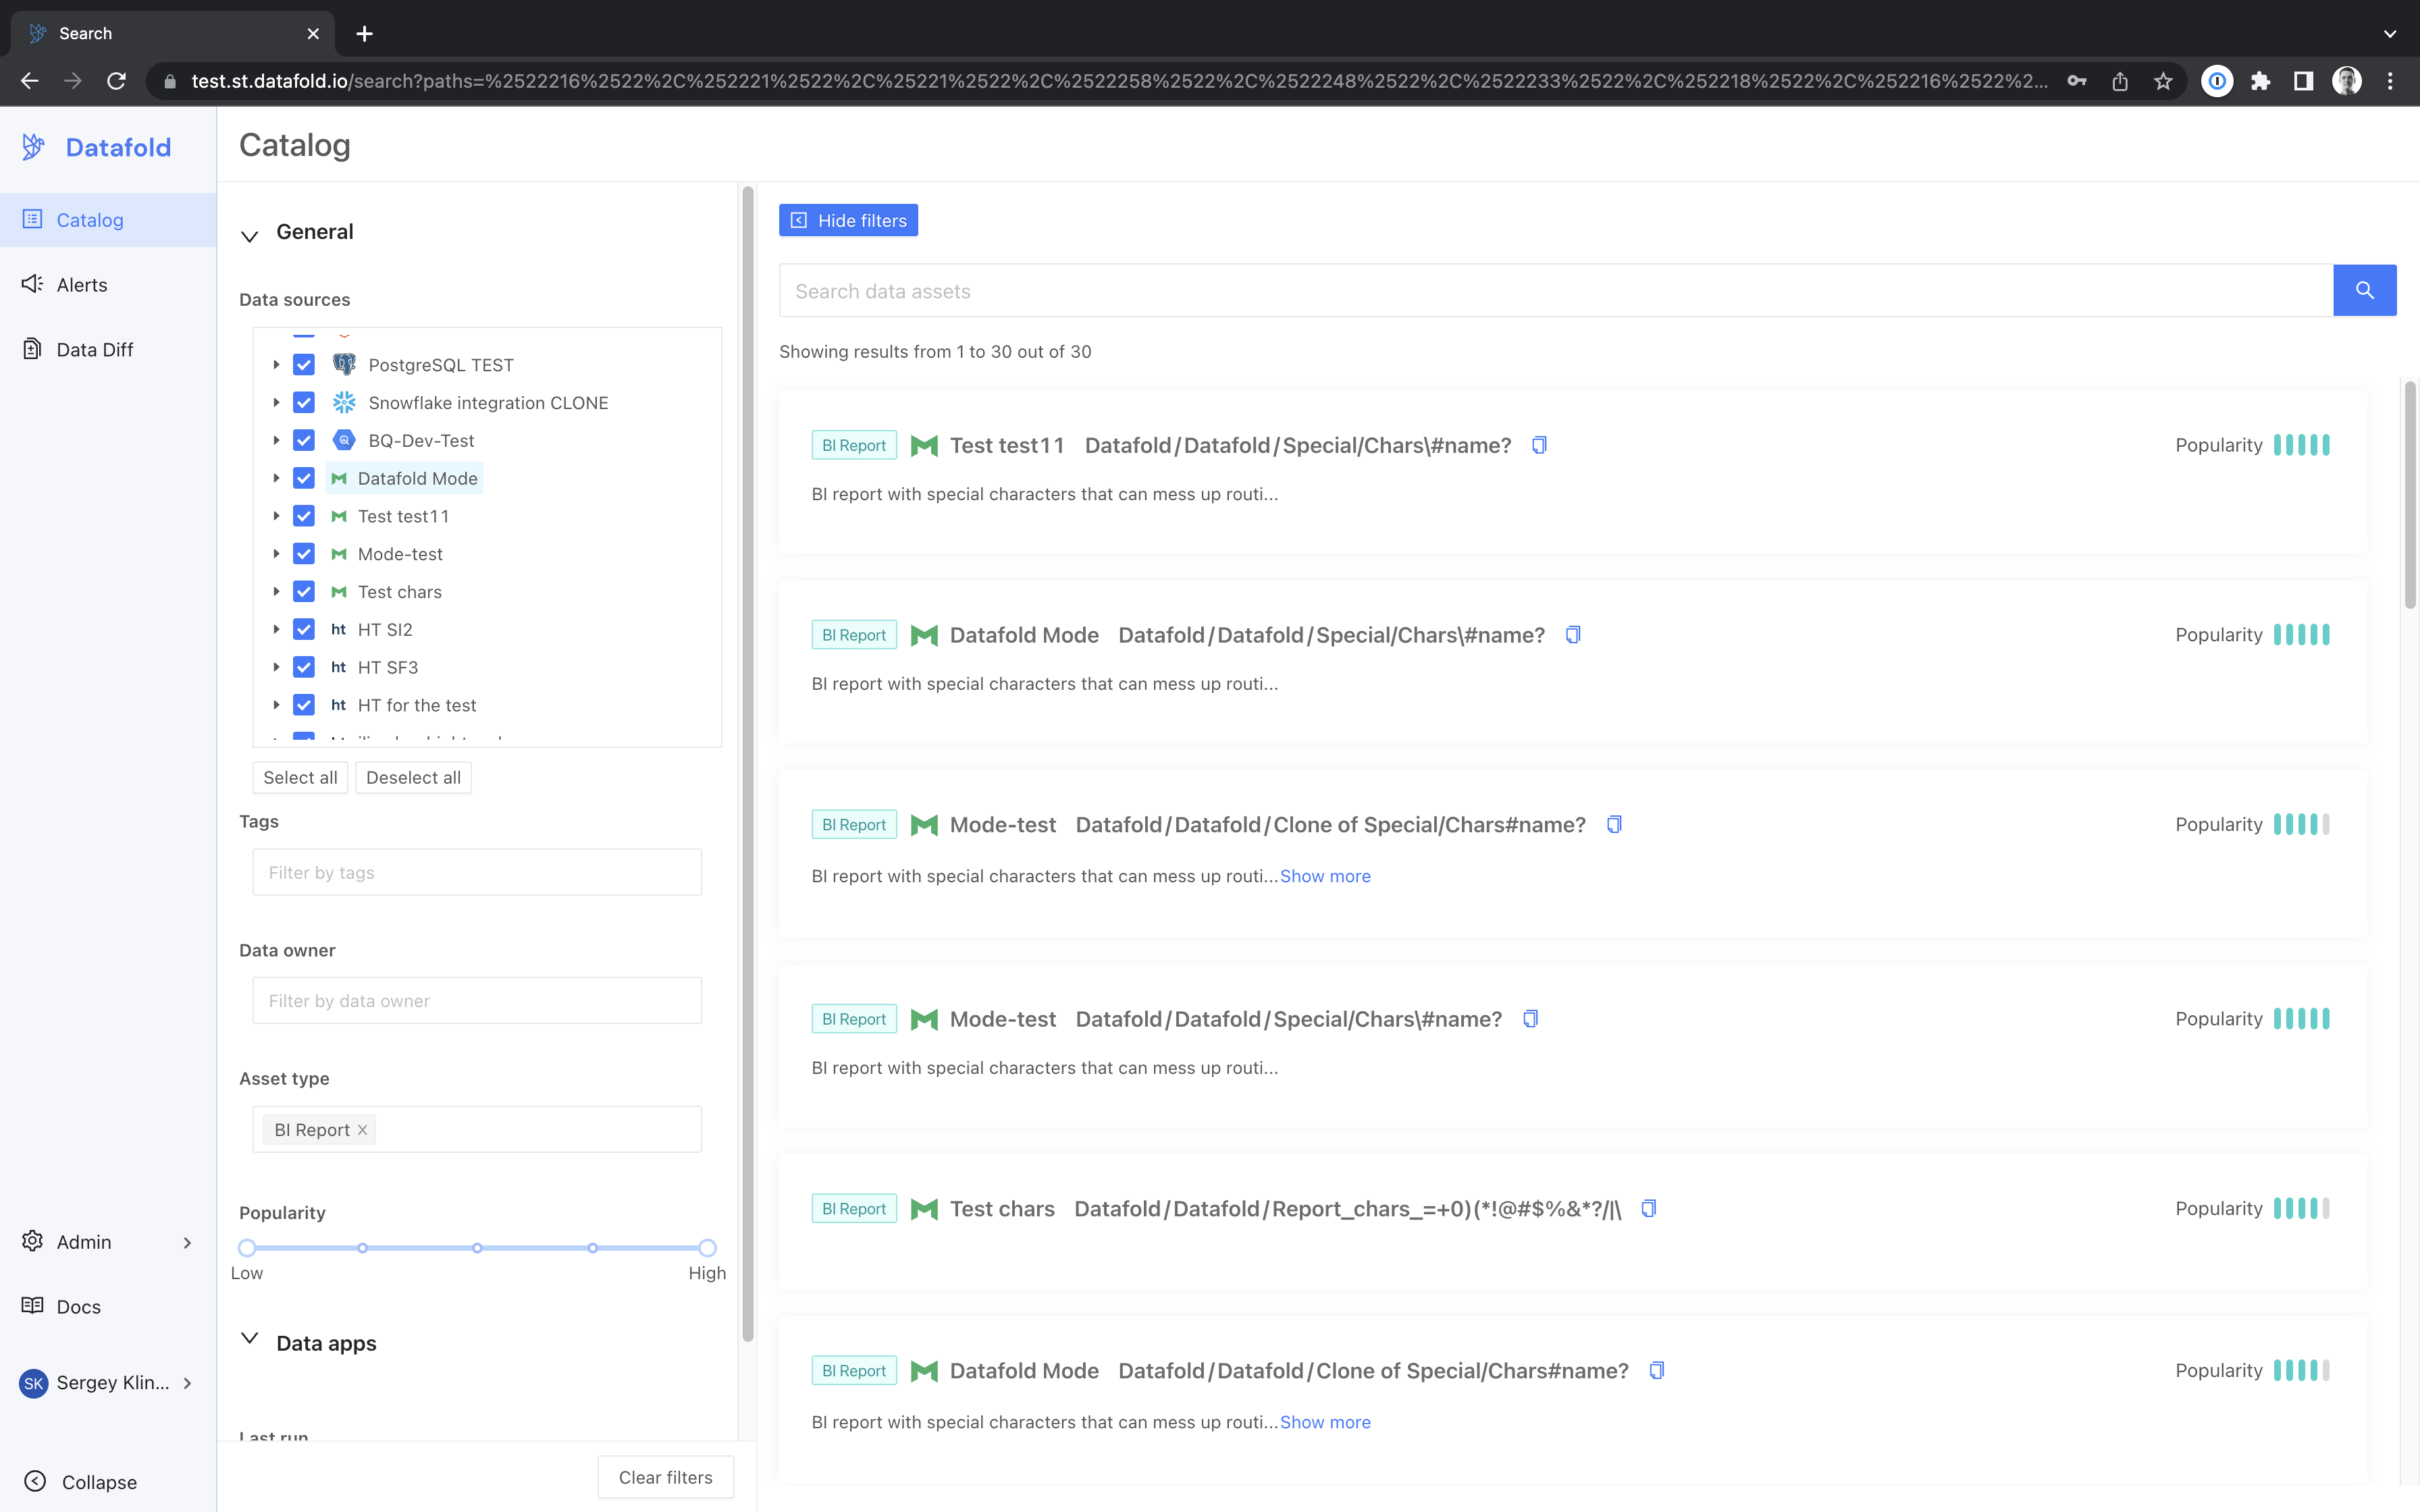 Search
test.st.datafold.io/search?paths=%2522216%2522%2C%252221%2522%2C%25221%2522%2C%2522258%2522%2C%2522248%2522%2C%2522233%2522%2C%252218%2522%2C%252216%2522%2...
Datafold
Catalog
Alerts
Data Diff
Admin
Docs
SK Sergey Klin...
Collapse
Catalog
General
Data sources
PostgreSQL TEST
Snowflake integration CLONE
BQ-Dev-Test
Datafold Mode
Test test11
Mode-test
Test chars
ht HT SI2
ht HT SF3
ht HT for the test
Select all Deselect all
Tags
Filter by tags
Data owner
Filter by data owner
Asset type
BI Report
Popularity
Low High
Data apps
Last run
Clear filters
Hide filters
Search data assets
Showing results from 1 to 30 out of 30
BI Report Test test11 Datafold/Datafold/Special/Chars\#name? Popularity
BI report with special characters that can mess up routi...
BI Report Datafold Mode Datafold/Datafold/Special/Chars\#name? Popularity
BI report with special characters that can mess up routi...
BI Report Mode-test Datafold/Datafold/Clone of Special/Chars#name? Popularity
BI report with special characters that can mess up routi...Show more
BI Report Mode-test Datafold/Datafold/Special/Chars\#name? Popularity
BI report with special characters that can mess up routi...
BI Report Test chars Datafold/Datafold/Report_chars_=+0)(*!@#$%&*?/|\ Popularity
BI Report Datafold Mode Datafold/Datafold/Clone of Special/Chars#name? Popularity
BI report with special characters that can mess up routi...Show more